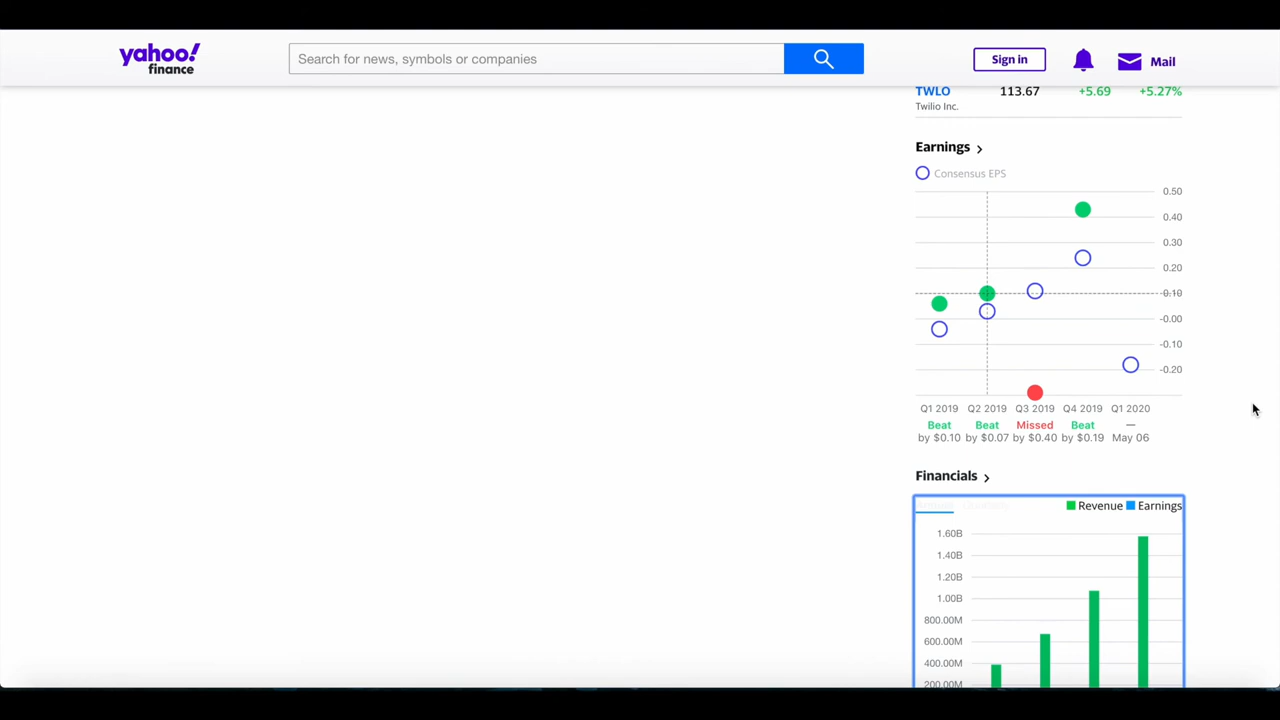 yahoo!
finance
Search for news, symbols or companies
Sign in
Mail
TWLO 113.67 +5.69 +5.27%
Twilio Inc.
Earnings
Consensus EPS
0.50
0.40
0.30
0.20
0.10
-0.00
-0.10
-0.20
Q1 2019 Q2 2019 Q3 2019 Q4 2019 Q1 2020
Beat Beat Missed Beat —
by $0.10 by $0.07 by $0.40 by $0.19 May 06
Financials
Revenue Earnings
1.60B
1.40B
1.20B
1.00B
800.00M
600.00M
400.00M
200.00M